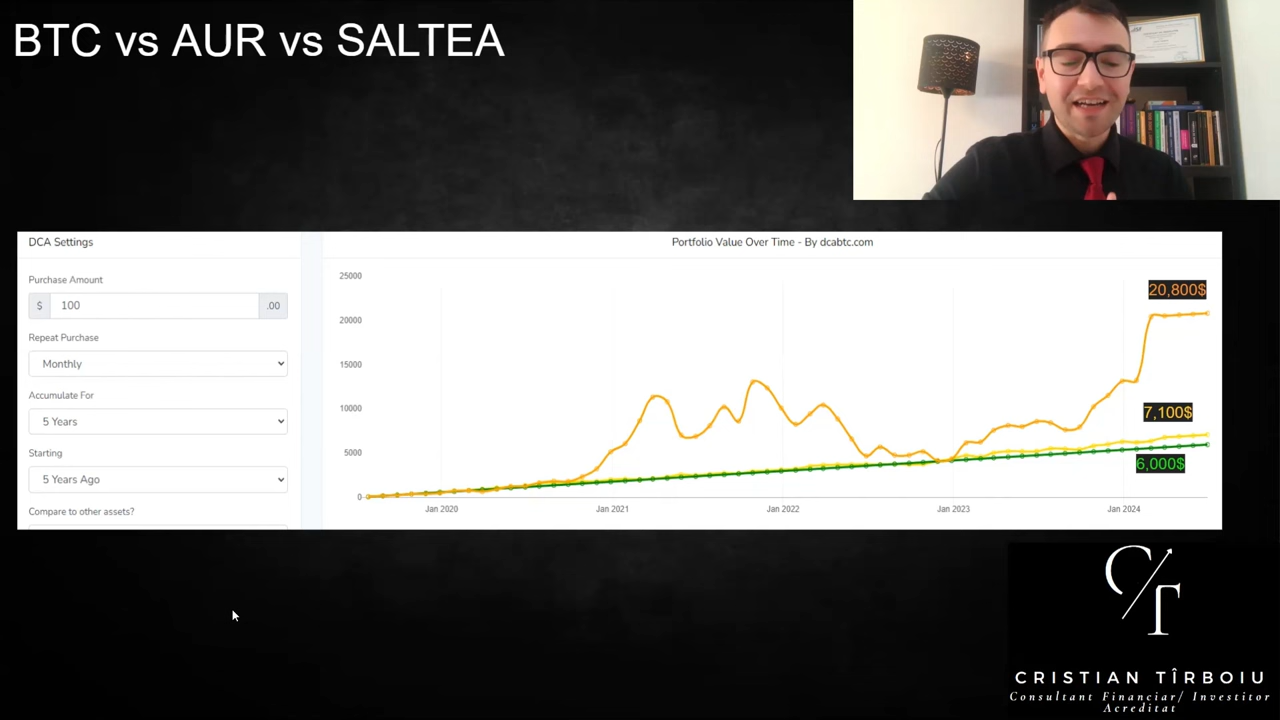 BTC vs AUR vs SALTEA
DCA Settings
Purchase Amount
$ 100 .00
Repeat Purchase
Monthly
Accumulate For
5 Years
Starting
5 Years Ago
Compare to other assets?
Portfolio Value Over Time - By dcabtc.com
25000
20000
15000
10000
5000
0
20,800$
7,100$
6,000$
Jan 2020 Jan 2021 Jan 2022 Jan 2023 Jan 2024
CT
CRISTIAN TÎRBOIU
Consultant Financiar/ Investitor
Acreditat